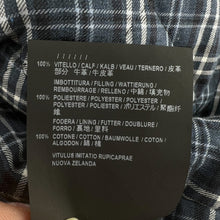 100% VITELLO / CALF / KALB / VEAU / TERNERO / 皮革
部分 牛革/牛皮革
IMBOTTITURA / FILLING / WATTIERUNG /
REMBOURRAGE / RELLENO / 中綿 / 填充物
100% POLIESTERE / POLYESTER / POLYESTER /
POLYESTER / POLIÉSTER / ポリエステル / 聚酯纤
维
FODERA / LINING / FUTTER / DOUBLURE /
FORRO / 裏地 / 里料
100% COTONE / COTTON / BAUMWOLLE / COTON /
ALGODÓN / 綿 / 棉
VITULUS IMITATIO RUPICAPRAE
NUOVA ZELANDA